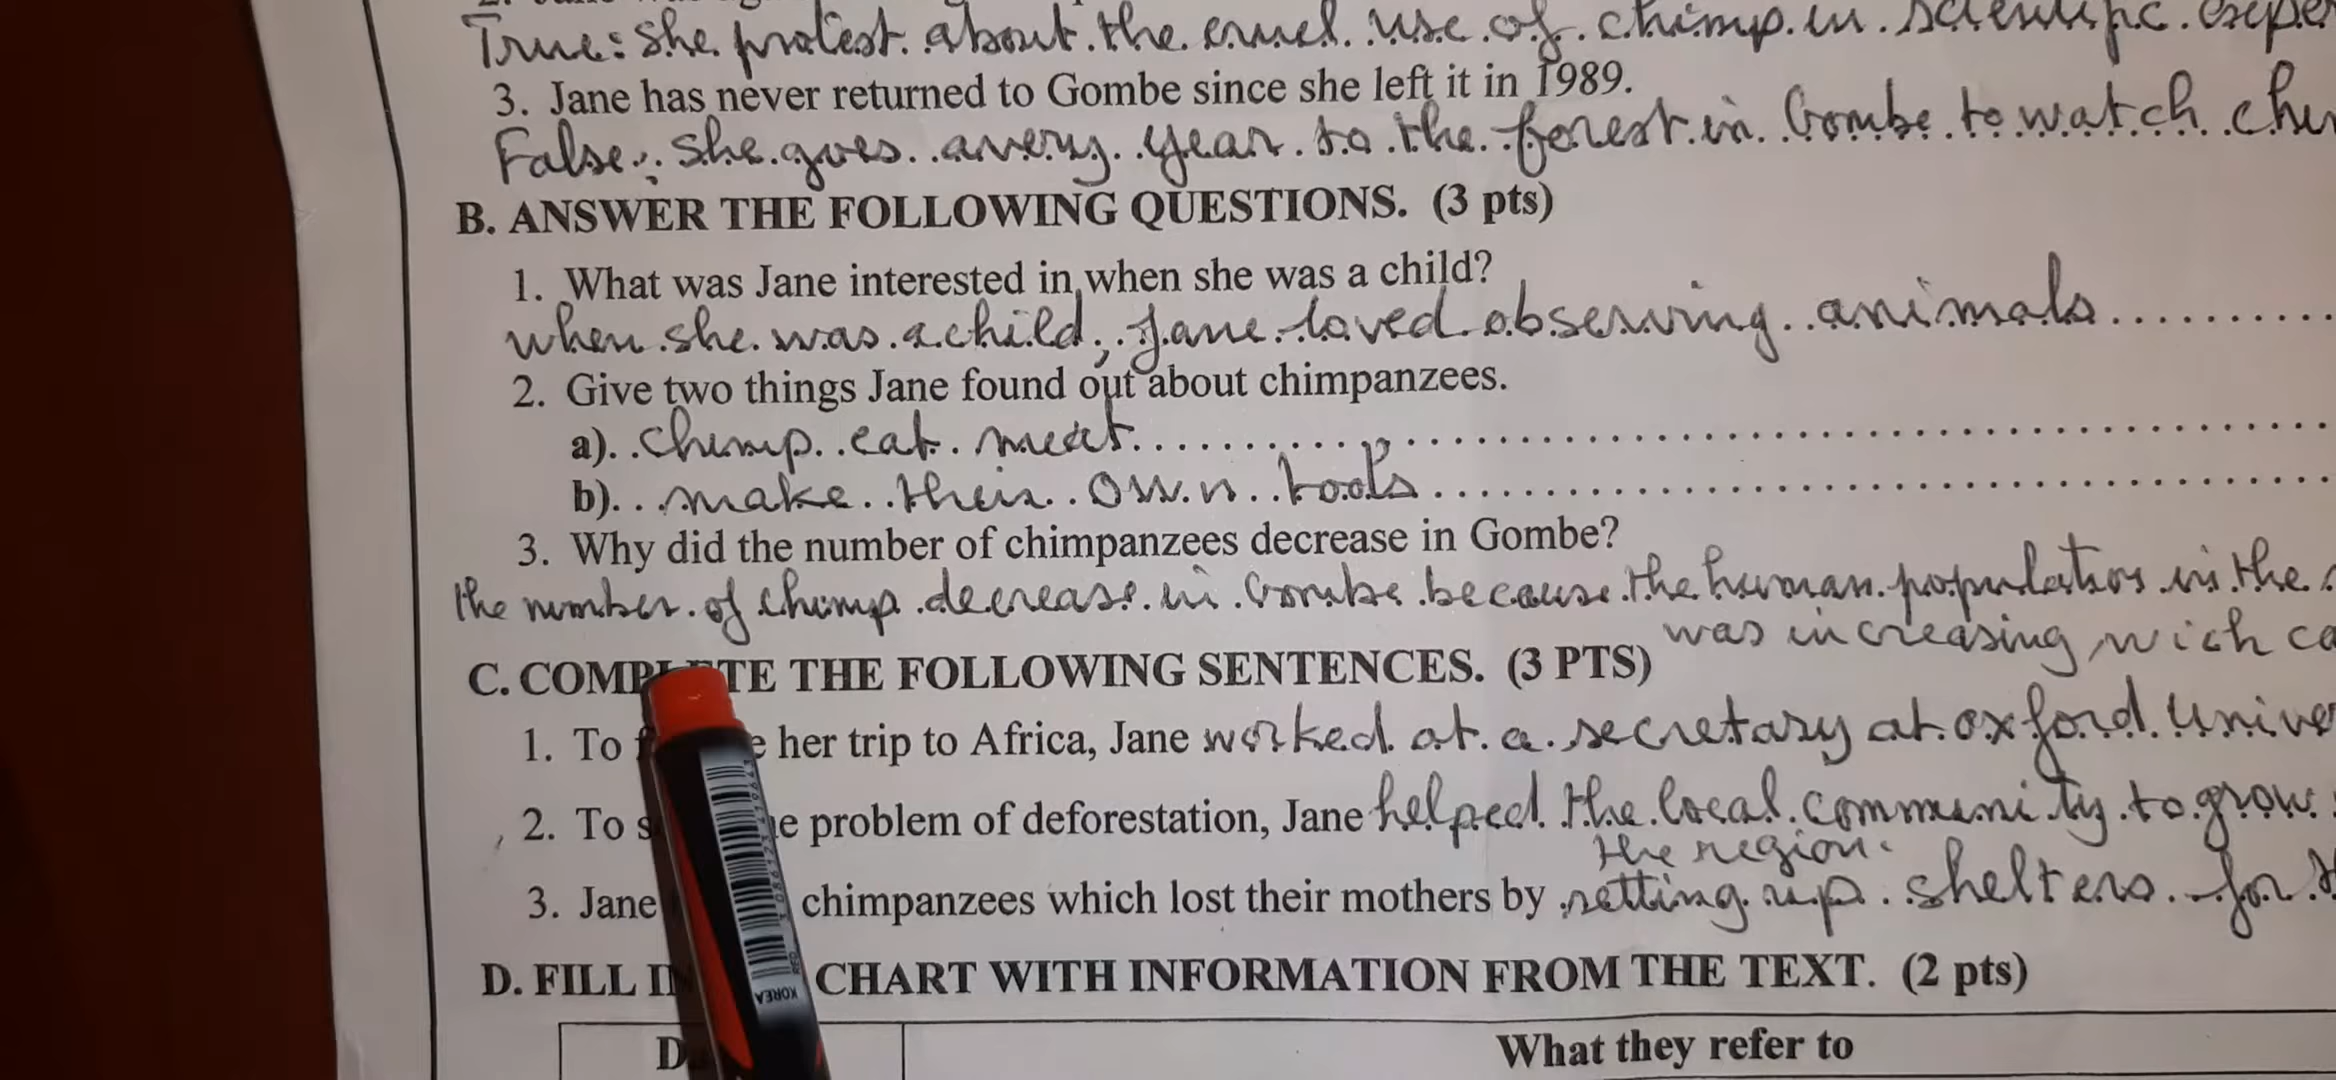 True: she protest about the cruel use of chimp in scientific exper
3. Jane has never returned to Gombe since she left it in 1989.
False: she goes avery year to the forest in Gombe to watch
B. ANSWER THE FOLLOWING QUESTIONS. (3 pts)
1. What was Jane interested in when she was a child?
when she was a child, Jane loved observing animals
2. Give two things Jane found out about chimpanzees.
a). chimp eat meat
b). make their own tools
3. Why did the number of chimpanzees decrease in Gombe?
the number of chimp decrease in Gombe because the human population in the
was increasing wich
C. COMPLETE THE FOLLOWING SENTENCES. (3 PTS)
1. To her trip to Africa, Jane worked at a secretary at oxford Univer
2. To problem of deforestation, Jane helped the local community to grow
the region.
3. Jane chimpanzees which lost their mothers by setting up shelters for
D. FILL CHART WITH INFORMATION FROM THE TEXT. (2 pts)
What they refer to
RED
KOREA